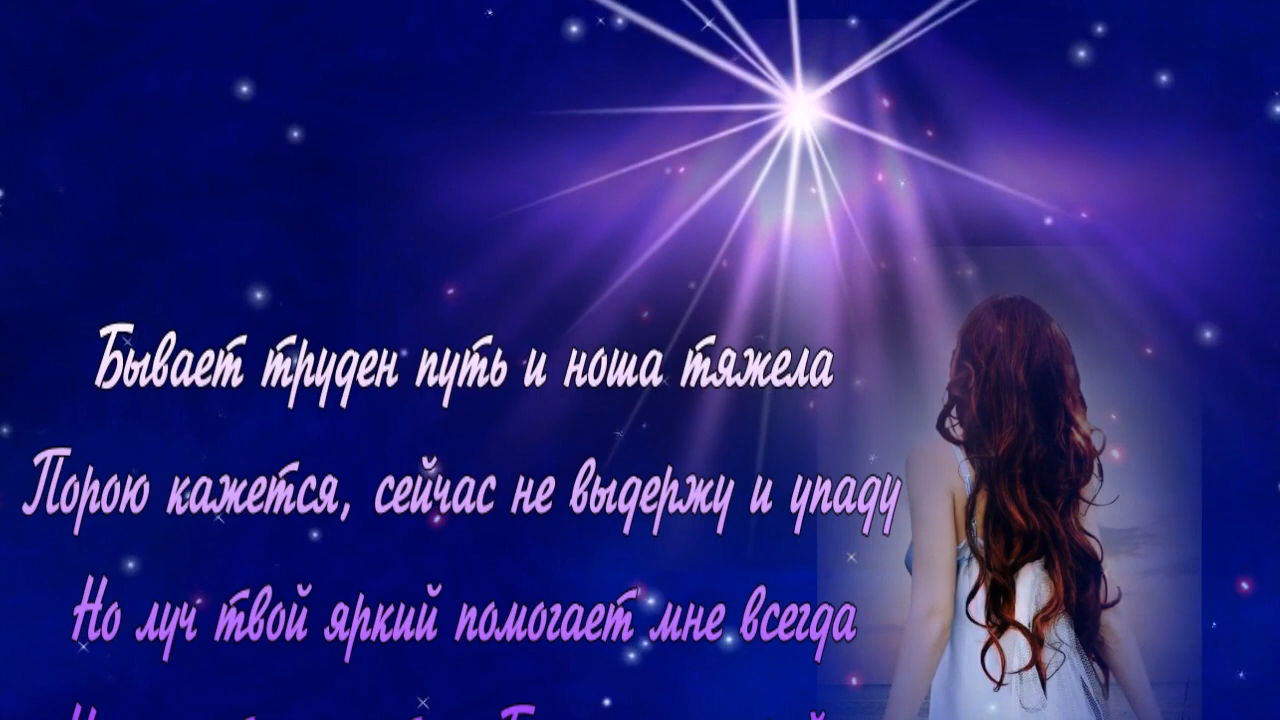 Бывает труден путь и ноша тяжела
Порою кажется, сейчас не выдержу и упаду
Но луч твой яркий помогает мне всегда